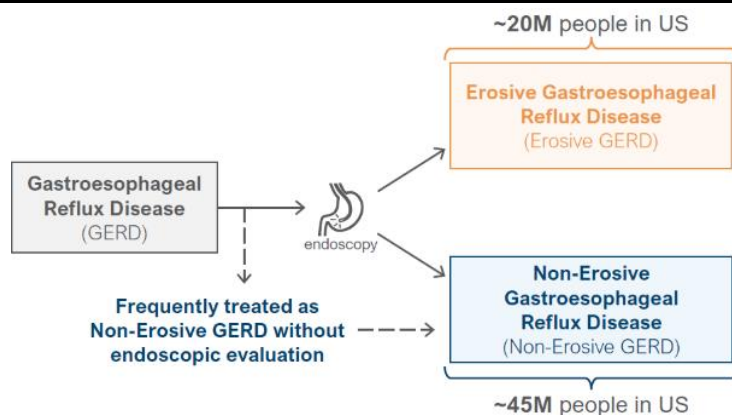 ~20M people in US
Erosive Gastroesophageal
Reflux Disease
(Erosive GERD)
Gastroesophageal
Reflux Disease
(GERD)
endoscopy
Frequently treated as
Non-Erosive GERD without
endoscopic evaluation
Non-Erosive
Gastroesophageal
Reflux Disease
(Non-Erosive GERD)
~45M people in US